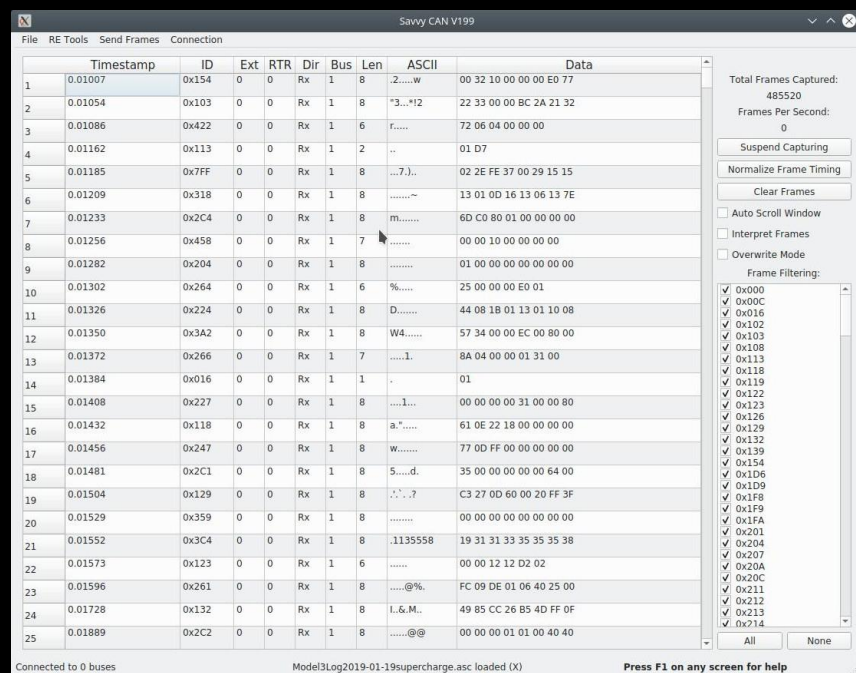 Savvy CAN V199
File RE Tools Send Frames Connection
Timestamp ID Ext RTR Dir Bus Len ASCII Data
1 0.01007 0x154 0 0 Rx 1 8 .2.....w 00 32 10 00 00 00 E0 77
2 0.01054 0x103 0 0 Rx 1 8 "3...*!2 22 33 00 00 BC 2A 21 32
3 0.01086 0x422 0 0 Rx 1 6 r..... 72 06 04 00 00 00
4 0.01162 0x113 0 0 Rx 1 2 .. 01 D7
5 0.01185 0x7FF 0 0 Rx 1 8 ...7.).. 02 2E FE 37 00 29 15 15
6 0.01209 0x318 0 0 Rx 1 8 .......~ 13 01 0D 16 13 06 13 7E
7 0.01233 0x2C4 0 0 Rx 1 8 m....... 6D C0 80 01 00 00 00 00
8 0.01256 0x458 0 0 Rx 1 7 ....... 00 00 10 00 00 00 00
9 0.01282 0x204 0 0 Rx 1 8 ........ 01 00 00 00 00 00 00 00
10 0.01302 0x264 0 0 Rx 1 6 %..... 25 00 00 00 E0 01
11 0.01326 0x224 0 0 Rx 1 8 D....... 44 08 1B 01 13 01 10 08
12 0.01350 0x3A2 0 0 Rx 1 8 W4...... 57 34 00 00 EC 00 80 00
13 0.01372 0x266 0 0 Rx 1 7 .....1. 8A 04 00 00 01 31 00
14 0.01384 0x016 0 0 Rx 1 1 . 01
15 0.01408 0x227 0 0 Rx 1 8 ....1... 00 00 00 00 31 00 00 80
16 0.01432 0x118 0 0 Rx 1 8 a."..... 61 0E 22 18 00 00 00 00
17 0.01456 0x247 0 0 Rx 1 8 w....... 77 0D FF 00 00 00 00 00
18 0.01481 0x2C1 0 0 Rx 1 8 5.....d. 35 00 00 00 00 00 64 00
19 0.01504 0x129 0 0 Rx 1 8 .'.`. .? C3 27 0D 60 00 20 FF 3F
20 0.01529 0x359 0 0 Rx 1 8 ........ 00 00 00 00 00 00 00 00
21 0.01552 0x3C4 0 0 Rx 1 8 .1135558 19 31 31 33 35 35 35 38
22 0.01573 0x123 0 0 Rx 1 6 ...... 00 00 12 12 D2 02
23 0.01596 0x261 0 0 Rx 1 8 .....@%. FC 09 DE 01 06 40 25 00
24 0.01728 0x132 0 0 Rx 1 8 I..&.M.. 49 85 CC 26 B5 4D FF 0F
25 0.01889 0x2C2 0 0 Rx 1 8 ......@@ 00 00 00 01 01 00 40 40
Total Frames Captured:
485520
Frames Per Second:
0
Suspend Capturing
Normalize Frame Timing
Clear Frames
Auto Scroll Window
Interpret Frames
Overwrite Mode
Frame Filtering:
0x000
0x00C
0x016
0x102
0x103
0x108
0x113
0x118
0x119
0x122
0x123
0x126
0x129
0x132
0x139
0x154
0x1D6
0x1D9
0x1F8
0x1F9
0x1FA
0x201
0x204
0x207
0x20A
0x20C
0x211
0x212
0x213
0x214
All None
Connected to 0 buses Model3Log2019-01-19supercharge.asc loaded (X) Press F1 on any screen for help